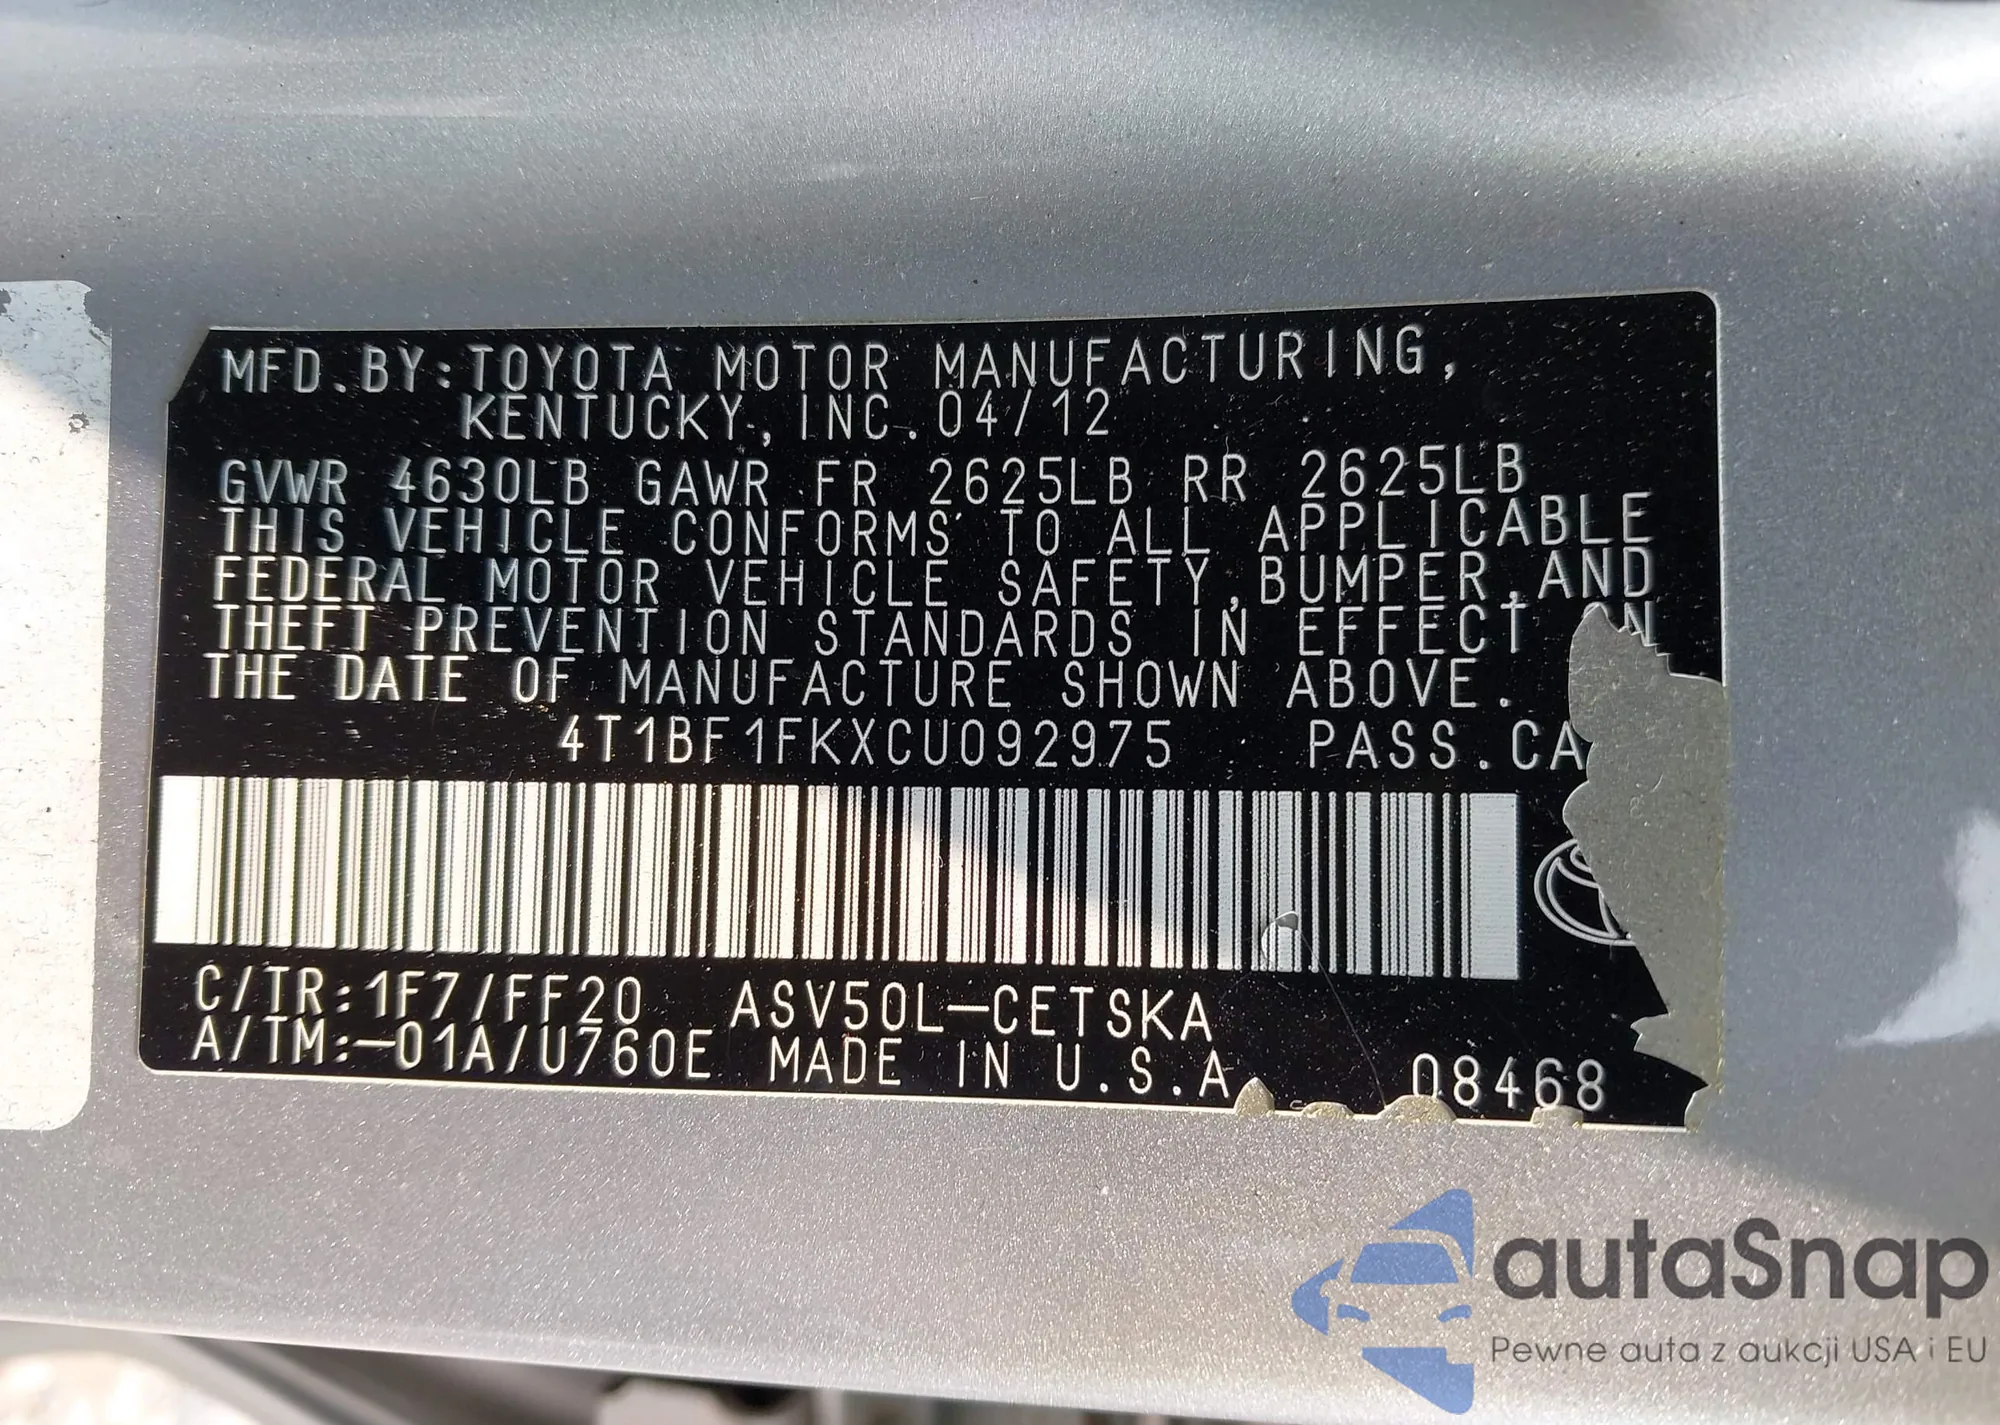 MFD.BY:TOYOTA MOTOR MANUFACTURING,
KENTUCKY, INC. 04/12
GVWR 4630LB GAWR FR 2625LB RR 2625LB
THIS VEHICLE CONFORMS TO ALL APPLICABLE
FEDERAL MOTOR VEHICLE SAFETY, BUMPER, AND
THEFT PREVENTION STANDARDS IN EFFECT
THE DATE OF MANUFACTURE SHOWN ABOVE.
4T1BF1FKXCU092975 PASS.CA
C/TR:1F7/FF20 ASV50L-CETSKA
A/TM:-01A/U760E MADE IN U.S.A
08468
autaSnap
Pewne auta z aukcji USA i EU